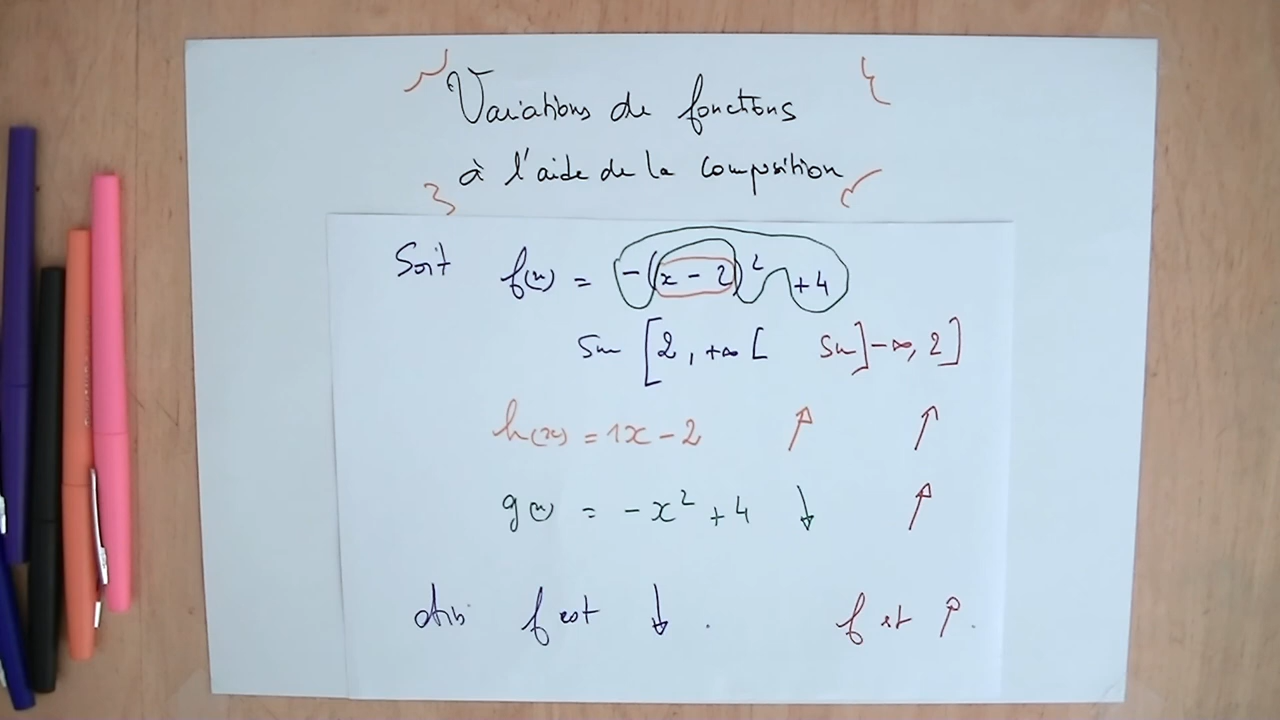 Variations de fonctions
à l'aide de la composition
Soit f(x) = -(x - 2)² + 4
Sur [2, +∞[ Sur ]-∞, 2]
h(x) = 1x - 2 ↑ ↑
g(x) = -x² + 4 ↓ ↑
donc f est ↓. f est ↑.